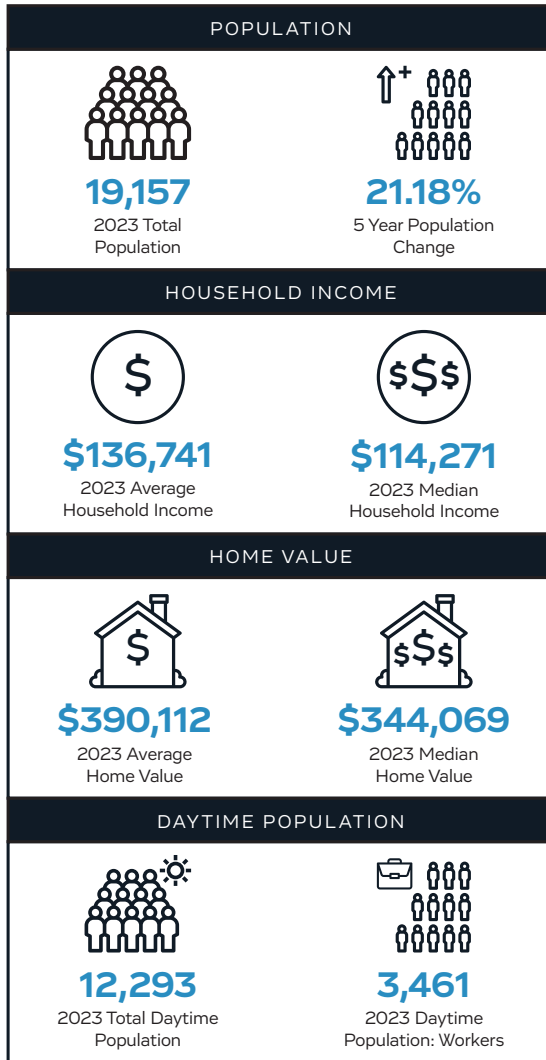 POPULATION
19,157
2023 Total
Population
21.18%
5 Year Population
Change
HOUSEHOLD INCOME
$
$136,741
2023 Average
Household Income
$$$
$114,271
2023 Median
Household Income
HOME VALUE
$
$390,112
2023 Average
Home Value
$$$
$344,069
2023 Median
Home Value
DAYTIME POPULATION
12,293
2023 Total Daytime
Population
3,461
2023 Daytime
Population: Workers